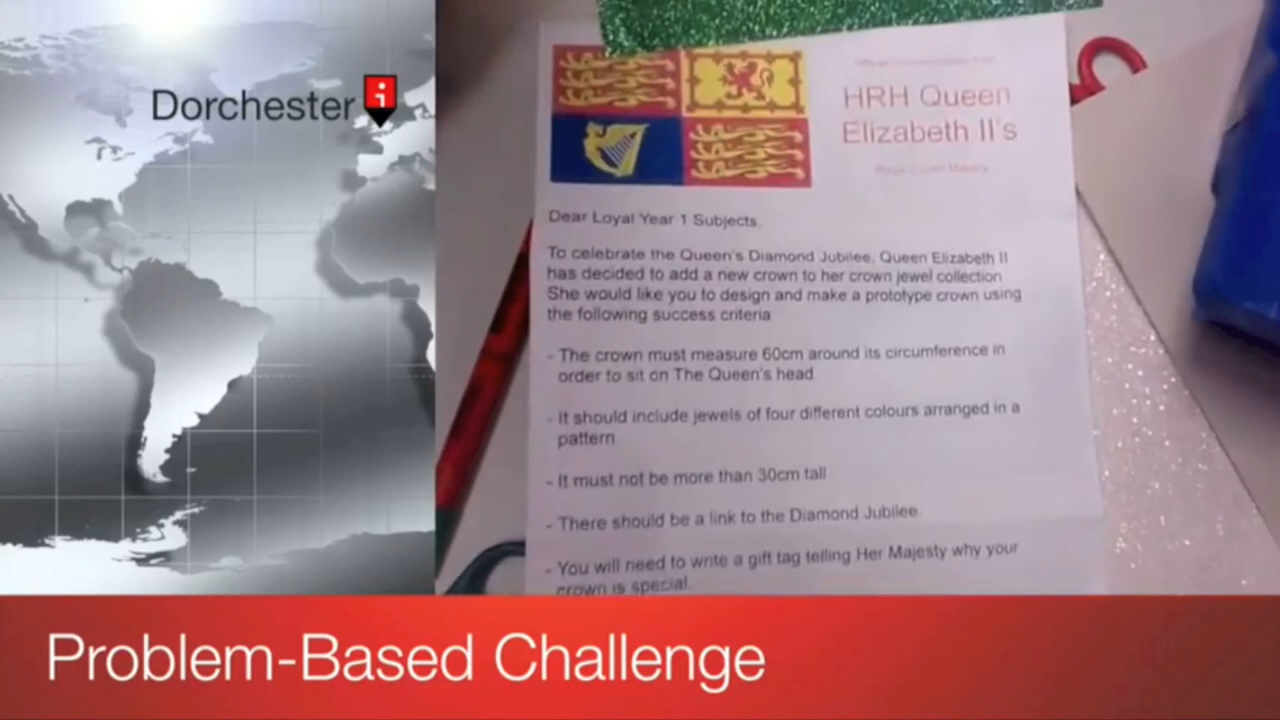 Dorchester
HRH Queen
Elizabeth II's
Dear Loyal Year 1 Subjects,
To celebrate the Queen's Diamond Jubilee, Queen Elizabeth II
has decided to add a new crown to her crown jewel collection
She would like you to design and make a prototype crown using
the following success criteria
- The crown must measure 60cm around its circumference in
order to sit on The Queen's head
- It should include jewels of four different colours arranged in a
pattern
- It must not be more than 30cm tall
- There should be a link to the Diamond Jubilee.
- You will need to write a gift tag telling Her Majesty why your
crown is special.
Problem-Based Challenge